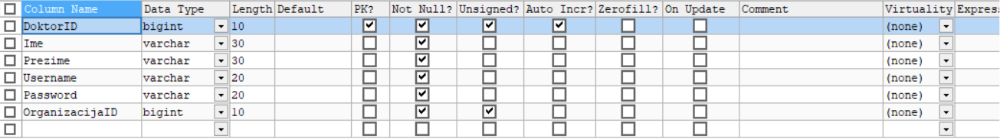 Column Name Data Type Length Default PK? Not Null? Unsigned? Auto Incr? Zerofill? On Update Comment Virtuality Express
DoktorID bigint 10 (none)
Ime varchar 30 (none)
Prezime varchar 30 (none)
Username varchar 20 (none)
Password varchar 20 (none)
OrganizacijaID bigint 10 (none)